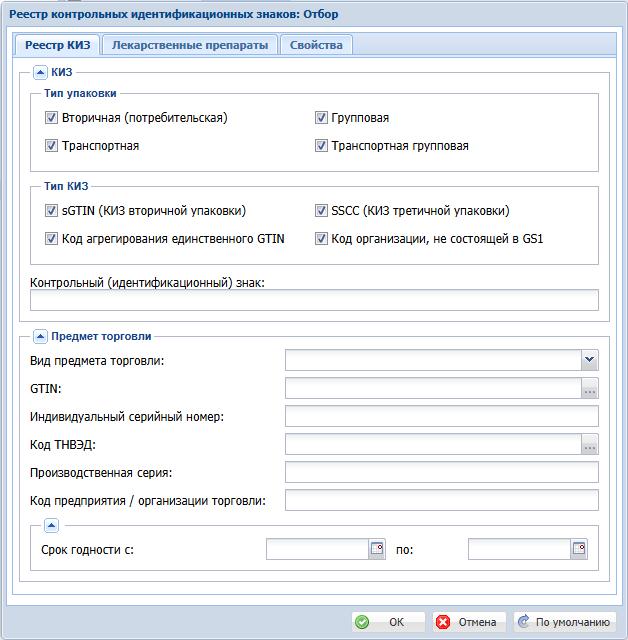 Реестр контрольных идентификационных знаков: Отбор
Реестр КИЗ Лекарственные препараты Свойства
КИЗ
Тип упаковки
Вторичная (потребительская) Групповая
Транспортная Транспортная групповая
Тип КИЗ
sGTIN (КИЗ вторичной упаковки) SSCC (КИЗ третичной упаковки)
Код агрегирования единственного GTIN Код организации, не состоящей в GS1
Контрольный (идентификационный) знак:
Предмет торговли
Вид предмета торговли:
GTIN:
Индивидуальный серийный номер:
Код ТНВЭД:
Производственная серия:
Код предприятия / организации торговли:
Срок годности с: по:
ОК Отмена По умолчанию